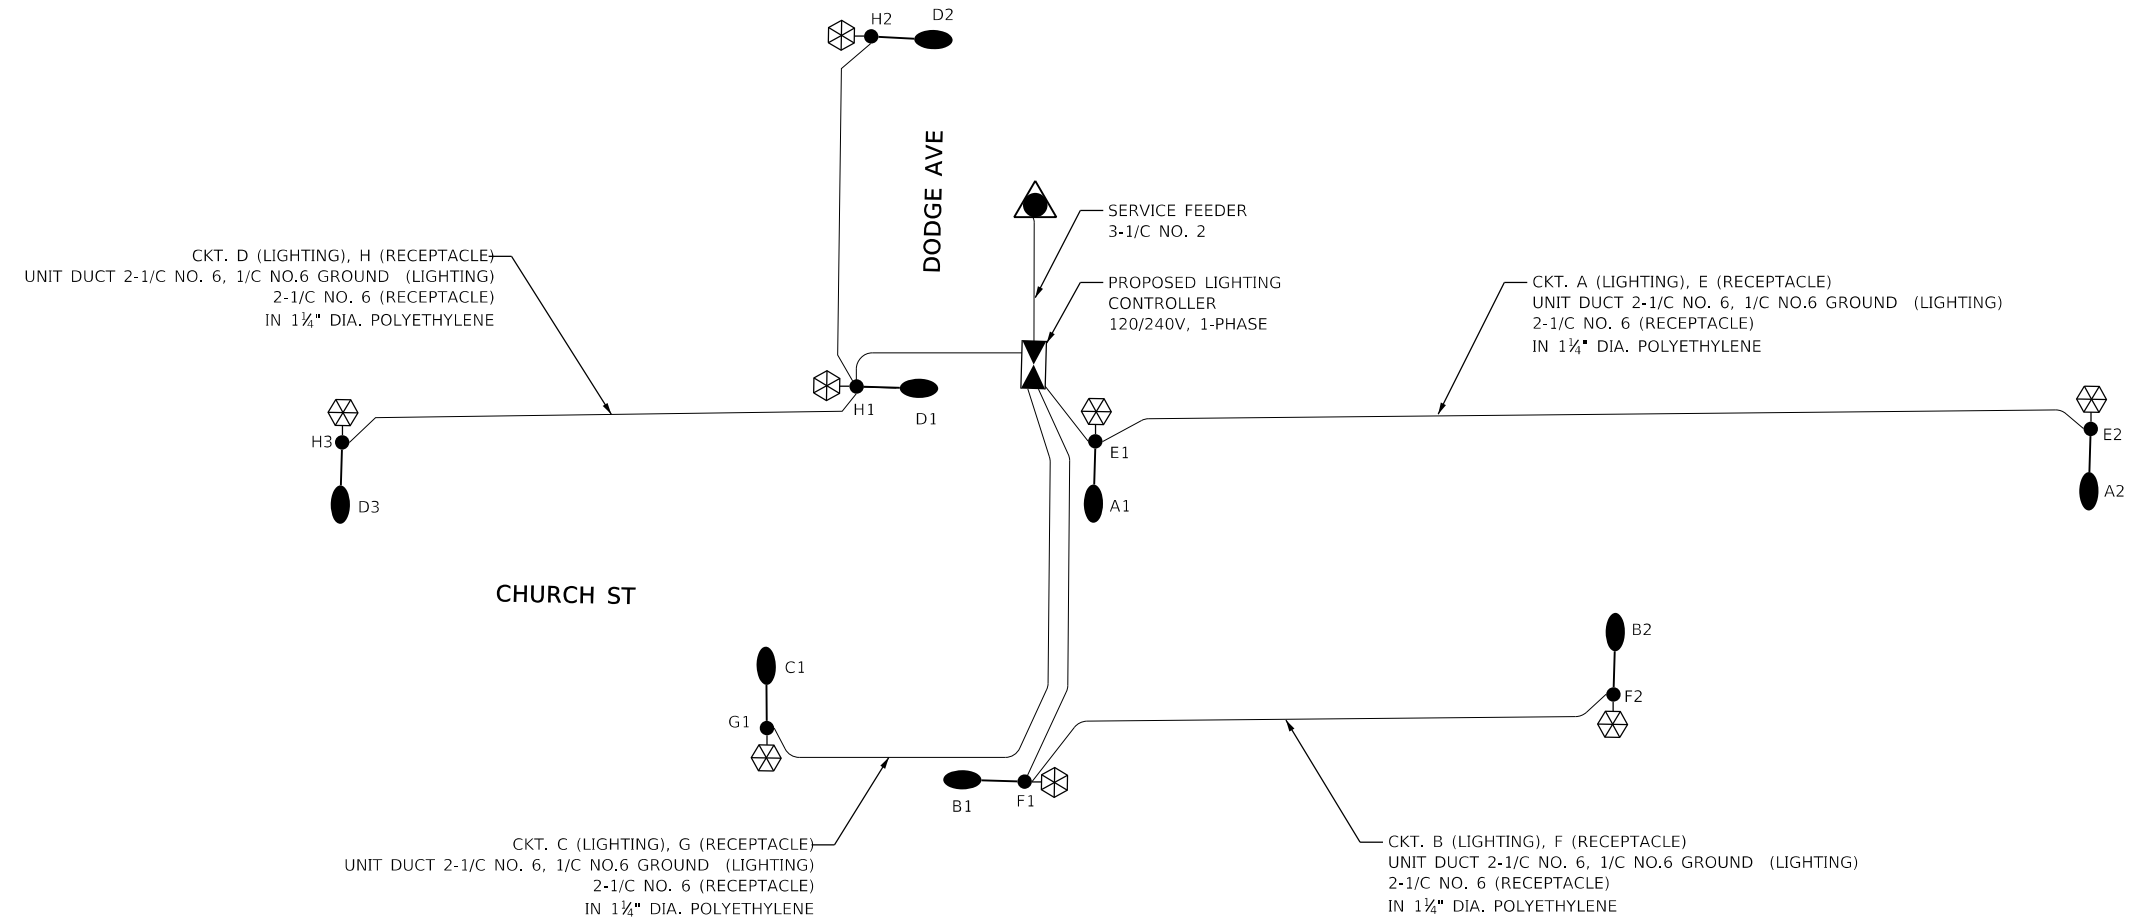 H2
D2
DODGE AVE
SERVICE FEEDER
3-1/C NO. 2
CKT. D (LIGHTING), H (RECEPTACLE)
UNIT DUCT 2-1/C NO. 6, 1/C NO.6 GROUND (LIGHTING)
2-1/C NO. 6 (RECEPTACLE)
IN 1¼" DIA. POLYETHYLENE
PROPOSED LIGHTING
CONTROLLER
120/240V, 1-PHASE
CKT. A (LIGHTING), E (RECEPTACLE)
UNIT DUCT 2-1/C NO. 6, 1/C NO.6 GROUND (LIGHTING)
2-1/C NO. 6 (RECEPTACLE)
IN 1¼" DIA. POLYETHYLENE
H1
D1
H3
D3
E1
A1
E2
A2
CHURCH ST
C1
G1
B2
F2
B1
F1
CKT. C (LIGHTING), G (RECEPTACLE)
UNIT DUCT 2-1/C NO. 6, 1/C NO.6 GROUND (LIGHTING)
2-1/C NO. 6 (RECEPTACLE)
IN 1¼" DIA. POLYETHYLENE
CKT. B (LIGHTING), F (RECEPTACLE)
UNIT DUCT 2-1/C NO. 6, 1/C NO.6 GROUND (LIGHTING)
2-1/C NO. 6 (RECEPTACLE)
IN 1¼" DIA. POLYETHYLENE